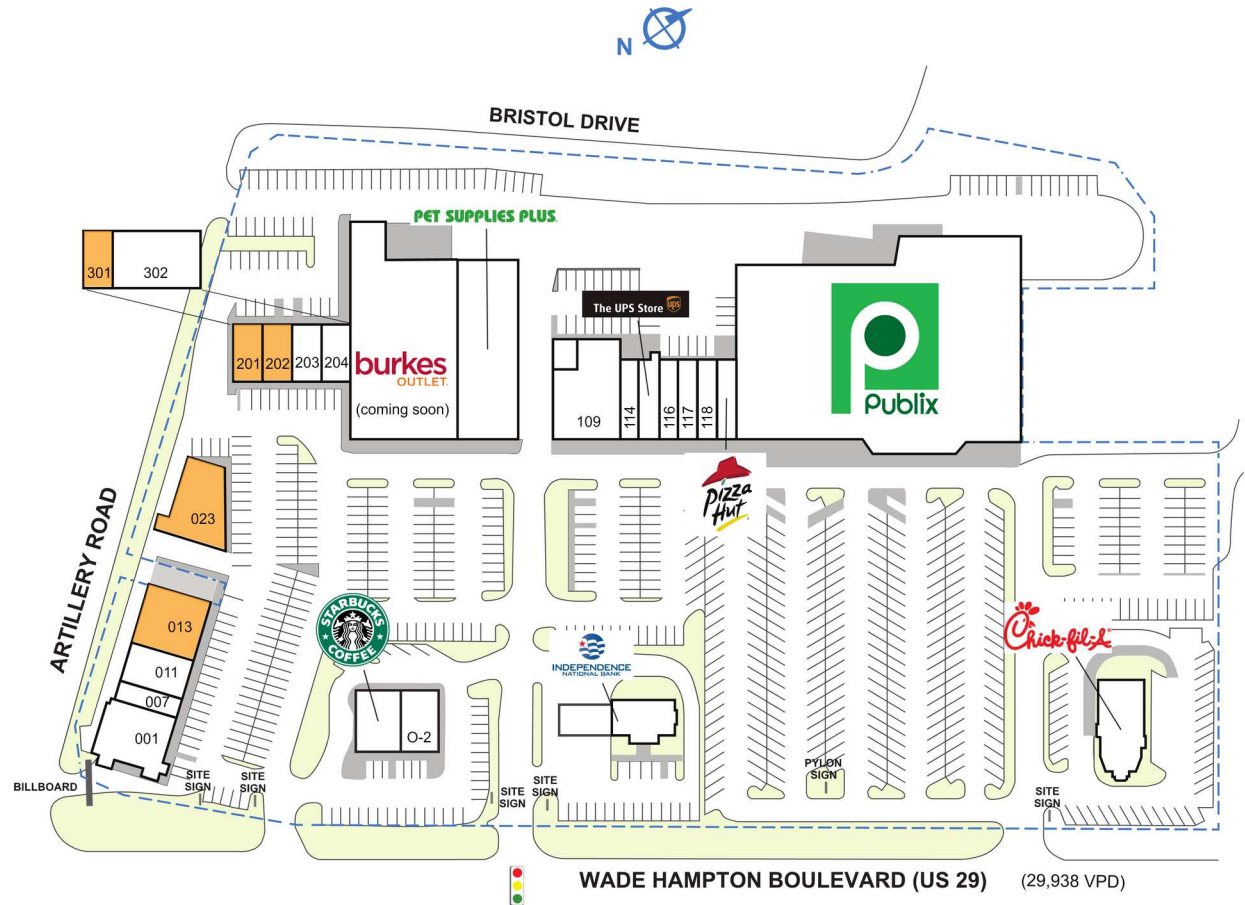 N
BRISTOL DRIVE
PET SUPPLIES PLUS.
301
302
The UPS Store
ups
201
202
203
204
burkes
OUTLET.
(coming soon)
109
114
116
117
118
Publix
Pizza
Hut
023
ARTILLERY ROAD
013
011
007
001
STARBUCKS
COFFEE
INDEPENDENCE
NATIONAL BANK
Chick-fil-A
O-2
BILLBOARD
SITE
SIGN
SITE
SIGN
SITE
SIGN
SITE
SIGN
PYLON
SIGN
SITE
SIGN
WADE HAMPTON BOULEVARD (US 29)
(29,938 VPD)